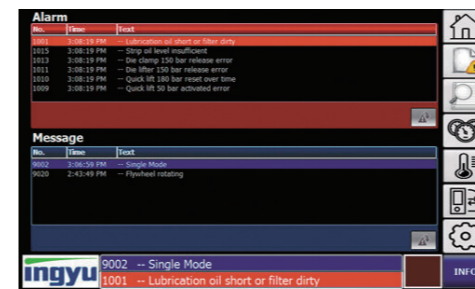 Alarm
No. Time Text
1001 3:08:19 PM -- Lubrication oil short or filter dirty
1015 3:08:19 PM -- Strip oil level insufficient
1013 3:08:19 PM -- Die clamp 150 bar release error
1011 3:08:19 PM -- Die lifter 150 bar release error
1010 3:08:19 PM -- Quick lift 180 bar reset over time
1009 3:08:19 PM -- Quick lift 50 bar activated error
Message
No. Time Text
9002 3:06:59 PM -- Single Mode
9020 2:43:49 PM -- Flywheel rotating
ingyu
9002 -- Single Mode
1001 -- Lubrication oil short or filter dirty
INFO